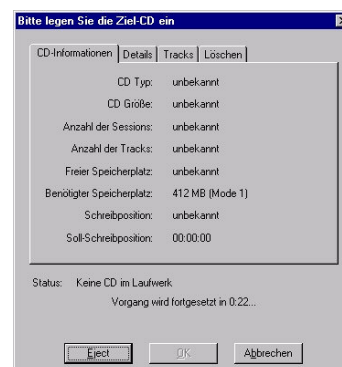 Bitte legen Sie die Ziel-CD ein
CD-Informationen Details Tracks Löschen
CD Typ: unbekannt
CD Größe: unbekannt
Anzahl der Sessions: unbekannt
Anzahl der Tracks: unbekannt
Freier Speicherplatz: unbekannt
Benötigter Speicherplatz: 412 MB (Mode 1)
Schreibposition: unbekannt
Soll-Schreibposition: 00:00:00
Status: Keine CD im Laufwerk
Vorgang wird fortgesetzt in 0:22...
Eject OK Abbrechen